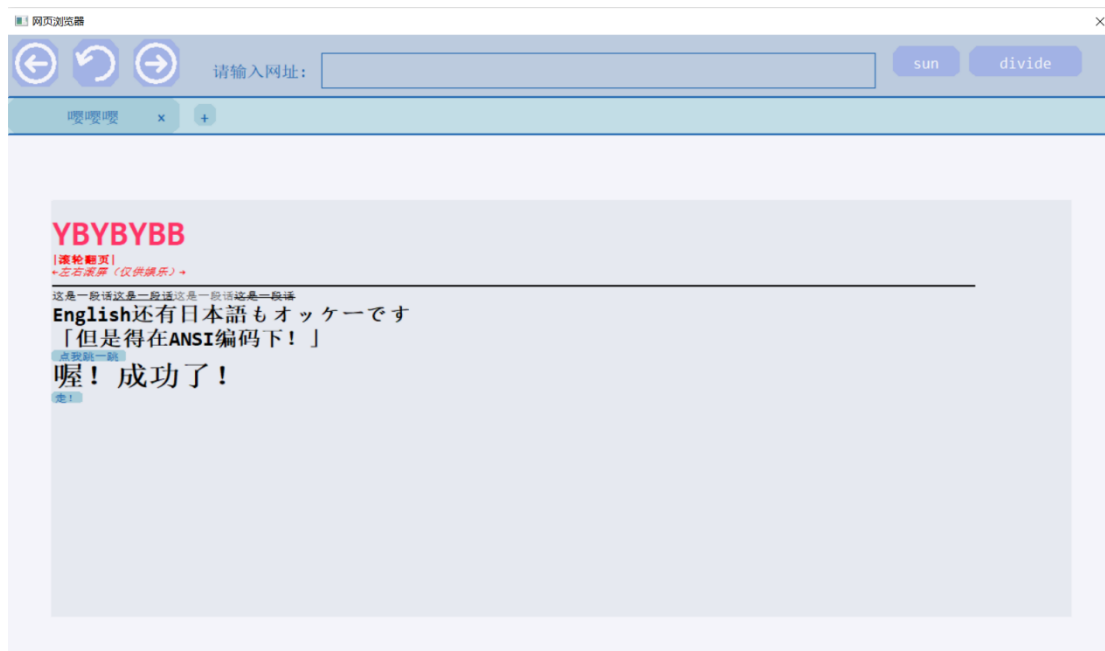 网页浏览器
请输入网址：
sun
divide
嘤嘤嘤 x +
YBYBYBB
|滚轮翻页|
←左右滚屏（仅供娱乐）→
这是一段话这是一段话这是一段话这是一段话
English还有日本語もオッケーです
「但是得在ANSI编码下！」
点我跳一跳
喔！成功了！
走！